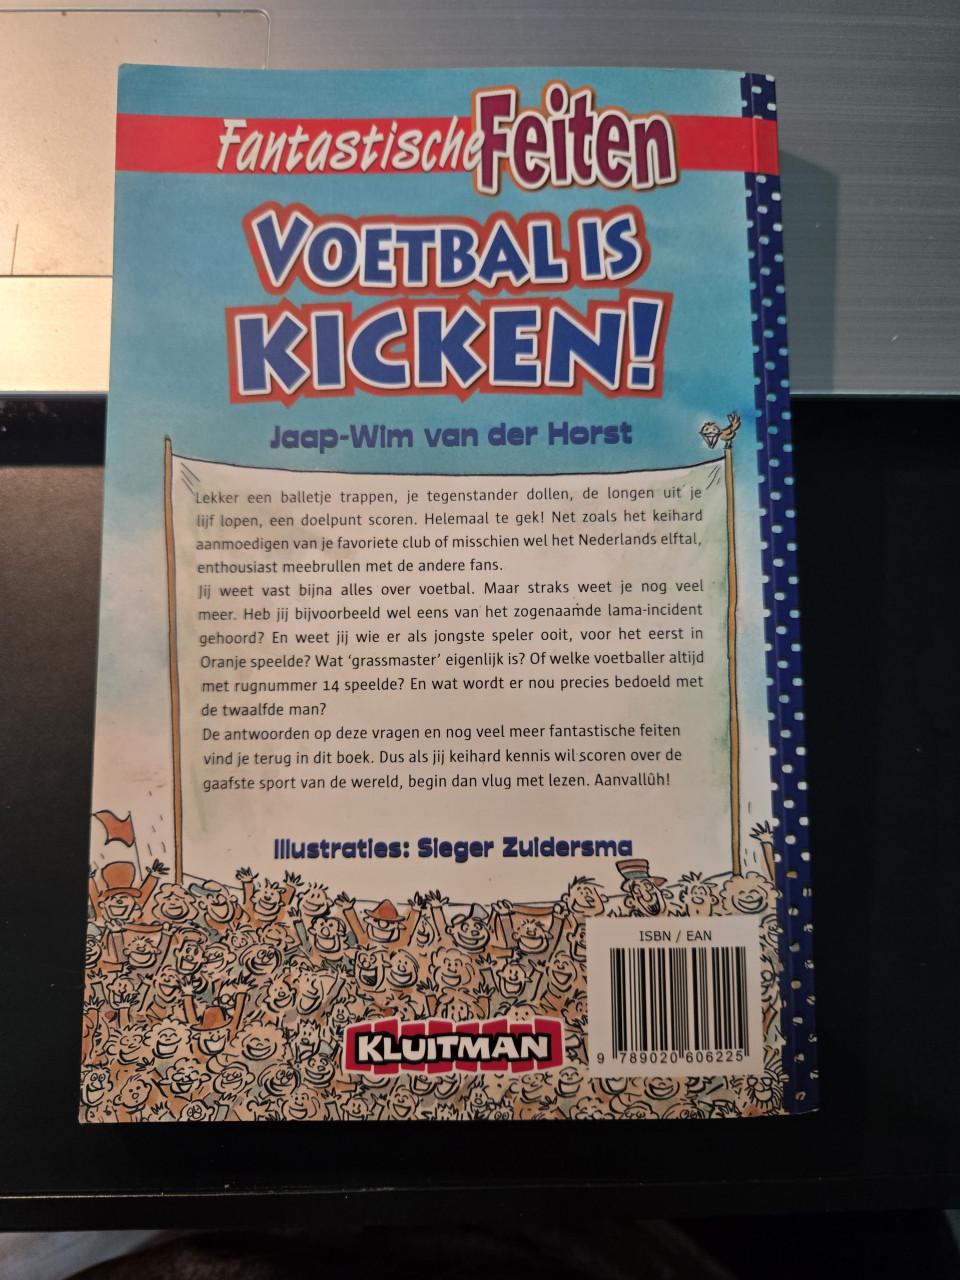 Fantastische Feiten
VOETBAL IS
KICKEN!
Jaap-Wim van der Horst
Lekker een balletje trappen, je tegenstander dollen, de longen uit je
lijf lopen, een doelpunt scoren. Helemaal te gek! Net zoals het keihard
aanmoedigen van je favoriete club of misschien wel het Nederlands elftal,
enthousiast meebrullen met de andere fans.
Jij weet vast bijna alles over voetbal. Maar straks weet je nog veel
meer. Heb jij bijvoorbeeld wel eens van het zogenaamde lama-incident
gehoord? En weet jij wie er als jongste speler ooit, voor het eerst in
Oranje speelde? Wat ‘grassmaster’ eigenlijk is? Of welke voetballer altijd
met rugnummer 14 speelde? En wat wordt er nou precies bedoeld met
de twaalfde man?
De antwoorden op deze vragen en nog veel meer fantastische feiten
vind je terug in dit boek. Dus als jij keihard kennis wil scoren over de
gaafste sport van de wereld, begin dan vlug met lezen. Aanvallûh!
Illustraties: Sieger Zuidersma
ISBN / EAN
9 789020 606225
KLUITMAN